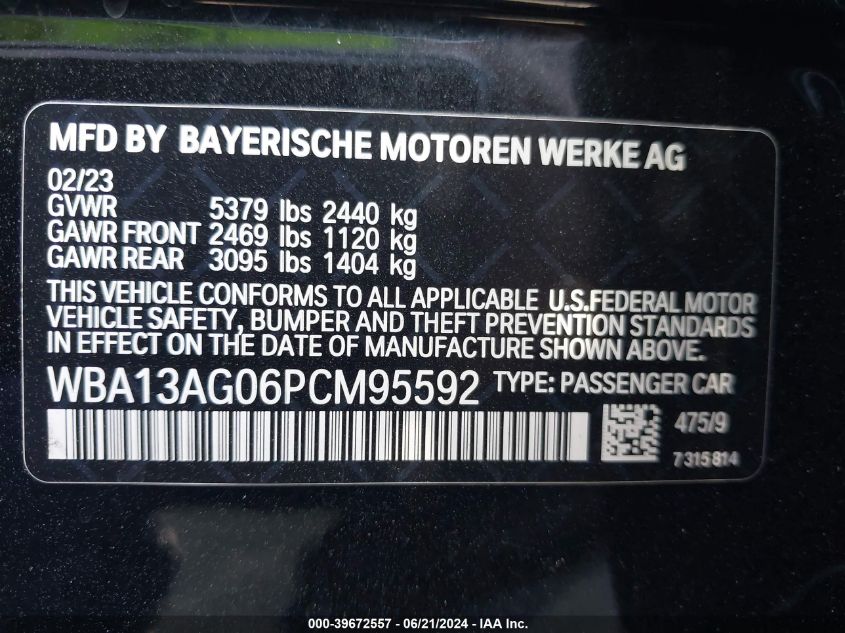 MFD BY BAYERISCHE MOTOREN WERKE AG
02/23
GVWR 5379 lbs 2440 kg
GAWR FRONT 2469 lbs 1120 kg
GAWR REAR 3095 lbs 1404 kg
THIS VEHICLE CONFORMS TO ALL APPLICABLE U.S.FEDERAL MOTOR
VEHICLE SAFETY, BUMPER AND THEFT PREVENTION STANDARDS
IN EFFECT ON THE DATE OF MANUFACTURE SHOWN ABOVE.
WBA13AG06PCM95592 TYPE: PASSENGER CAR
475/9
7 315 814
000-39672557 - 06/21/2024 - IAA Inc.